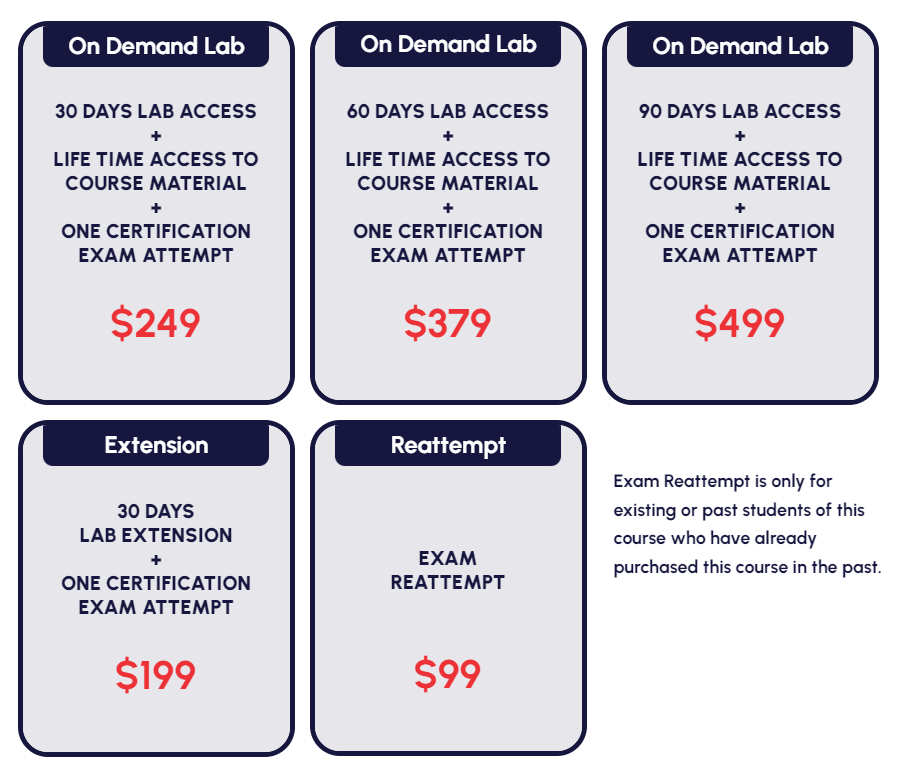 On Demand Lab
30 DAYS LAB ACCESS
+
LIFE TIME ACCESS TO
COURSE MATERIAL
+
ONE CERTIFICATION
EXAM ATTEMPT
$249
On Demand Lab
60 DAYS LAB ACCESS
+
LIFE TIME ACCESS TO
COURSE MATERIAL
+
ONE CERTIFICATION
EXAM ATTEMPT
$379
On Demand Lab
90 DAYS LAB ACCESS
+
LIFE TIME ACCESS TO
COURSE MATERIAL
+
ONE CERTIFICATION
EXAM ATTEMPT
$499
Extension
30 DAYS
LAB EXTENSION
+
ONE CERTIFICATION
EXAM ATTEMPT
$199
Reattempt
EXAM
REATTEMPT
$99
Exam Reattempt is only for
existing or past students of this
course who have already
purchased this course in the past.